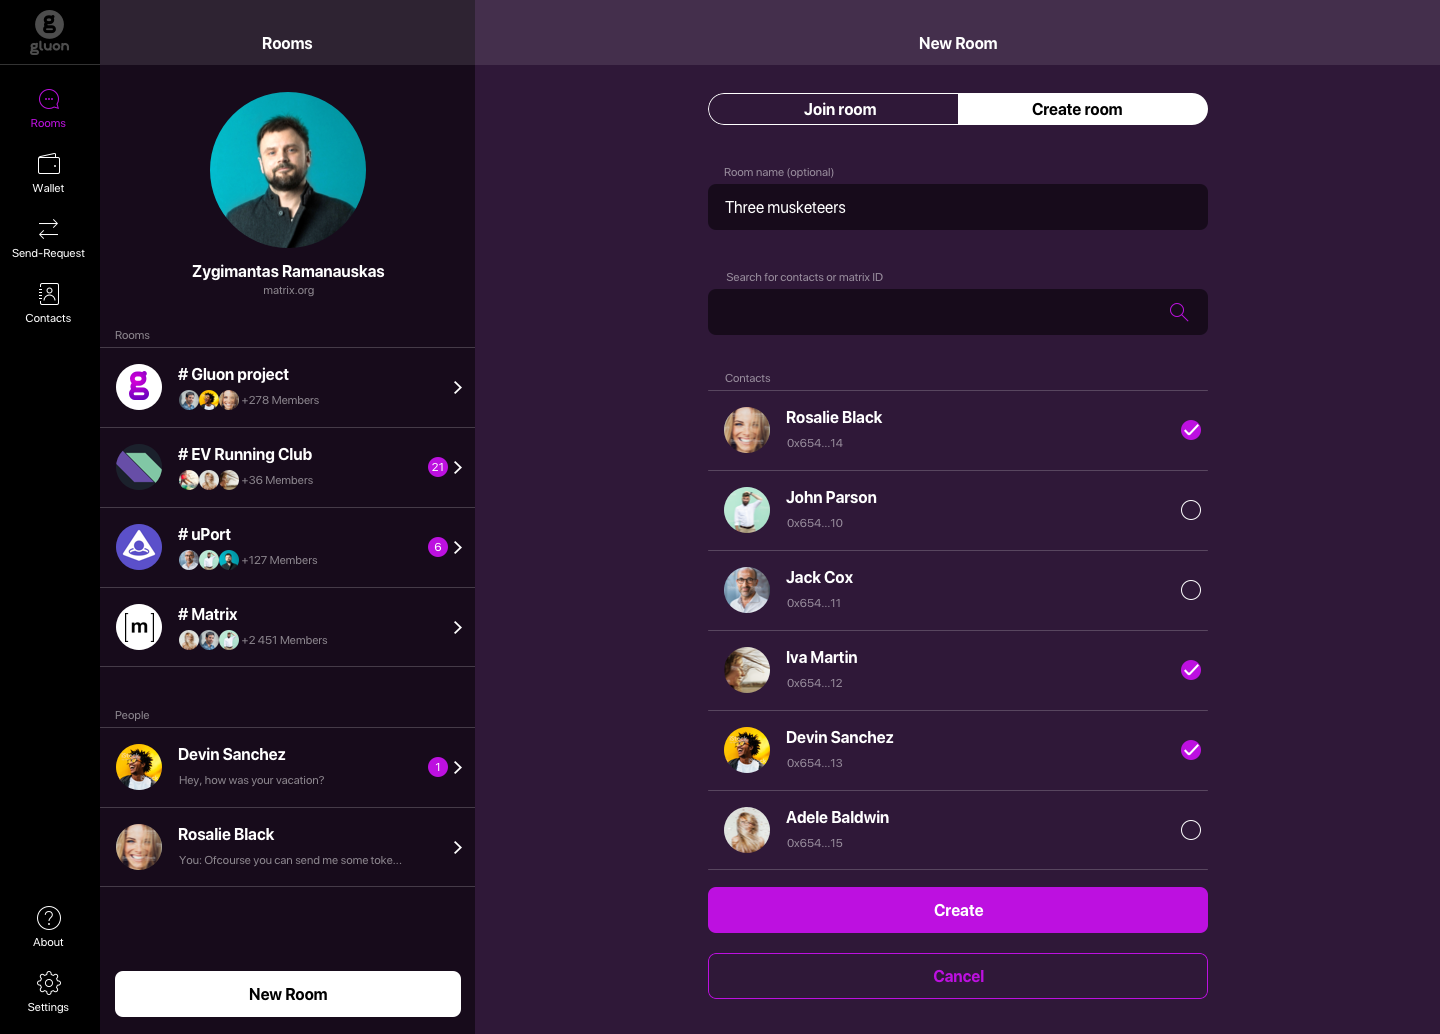 gluon
Rooms
Wallet
Send-Request
Contacts
About
Settings
Rooms
Zygimantas Ramanauskas
matrix.org
Rooms
# Gluon project
+278 Members
# EV Running Club
+36 Members
21
# uPort
+127 Members
6
[m]
# Matrix
+2 451 Members
People
Devin Sanchez
Hey, how was your vacation?
1
Rosalie Black
You: Ofcourse you can send me some toke...
New Room
New Room
Join room
Create room
Room name (optional)
Three musketeers
Search for contacts or matrix ID
Contacts
Rosalie Black
0x654...14
John Parson
0x654...10
Jack Cox
0x654...11
Iva Martin
0x654...12
Devin Sanchez
0x654...13
Adele Baldwin
0x654...15
Create
Cancel